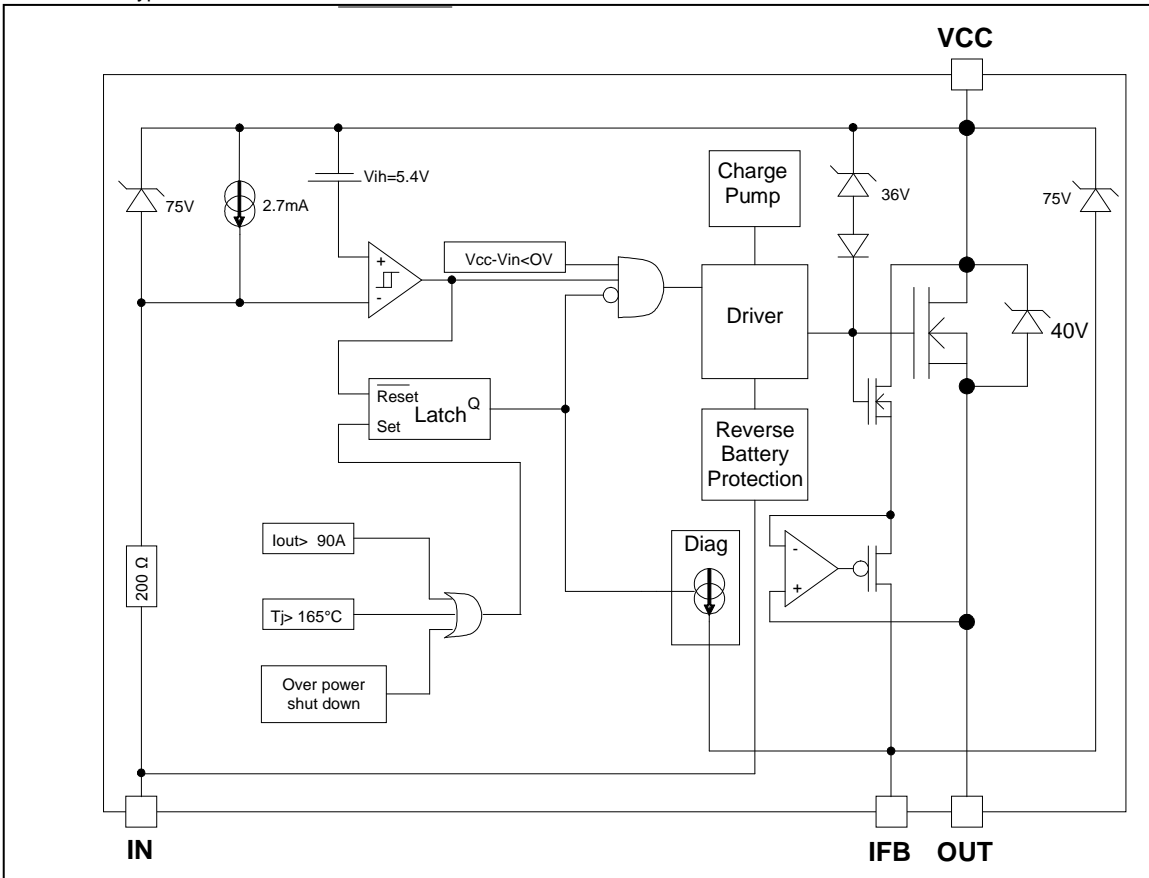 VCC
Charge
Pump
Vih=5.4V
36V
75V
2.7mA
75V
+
-
Vcc-Vin<OV
Driver
40V
Reset
Latch
Q
Set
Reverse
Battery
Protection
Iout> 90A
Diag
-
+
200 Ω
Tj> 165°C
Over power
shut down
IN
IFB
OUT